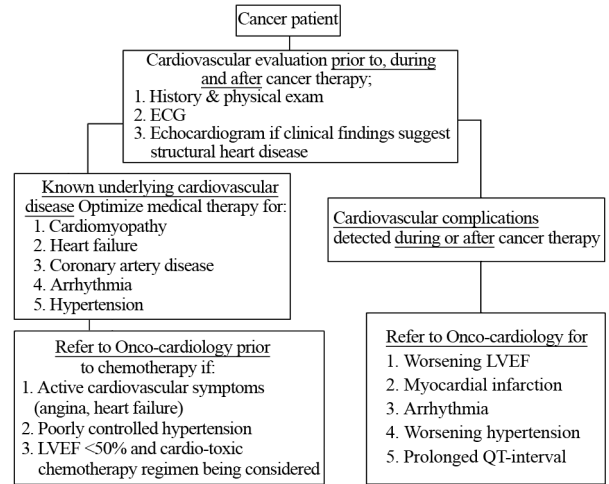 Cancer patient
Cardiovascular evaluation prior to, during
and after cancer therapy;
1. History & physical exam
2. ECG
3. Echocardiogram if clinical findings suggest
structural heart disease
Known underlying cardiovascular
disease Optimize medical therapy for:
1. Cardiomyopathy
2. Heart failure
3. Coronary artery disease
4. Arrhythmia
5. Hypertension
Cardiovascular complications
detected during or after cancer therapy
Refer to Onco-cardiology prior
to chemotherapy if:
1. Active cardiovascular symptoms
(angina, heart failure)
2. Poorly controlled hypertension
3. LVEF <50% and cardio-toxic
chemotherapy regimen being considered
Refer to Onco-cardiology for
1. Worsening LVEF
2. Myocardial infarction
3. Arrhythmia
4. Worsening hypertension
5. Prolonged QT-interval